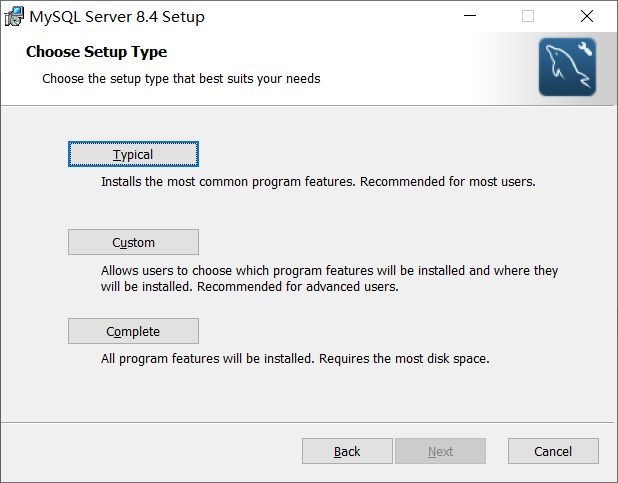 MySQL Server 8.4 Setup
Choose Setup Type
Choose the setup type that best suits your needs
Typical
Installs the most common program features. Recommended for most users.
Custom
Allows users to choose which program features will be installed and where they
will be installed. Recommended for advanced users.
Complete
All program features will be installed. Requires the most disk space.
Back Next Cancel